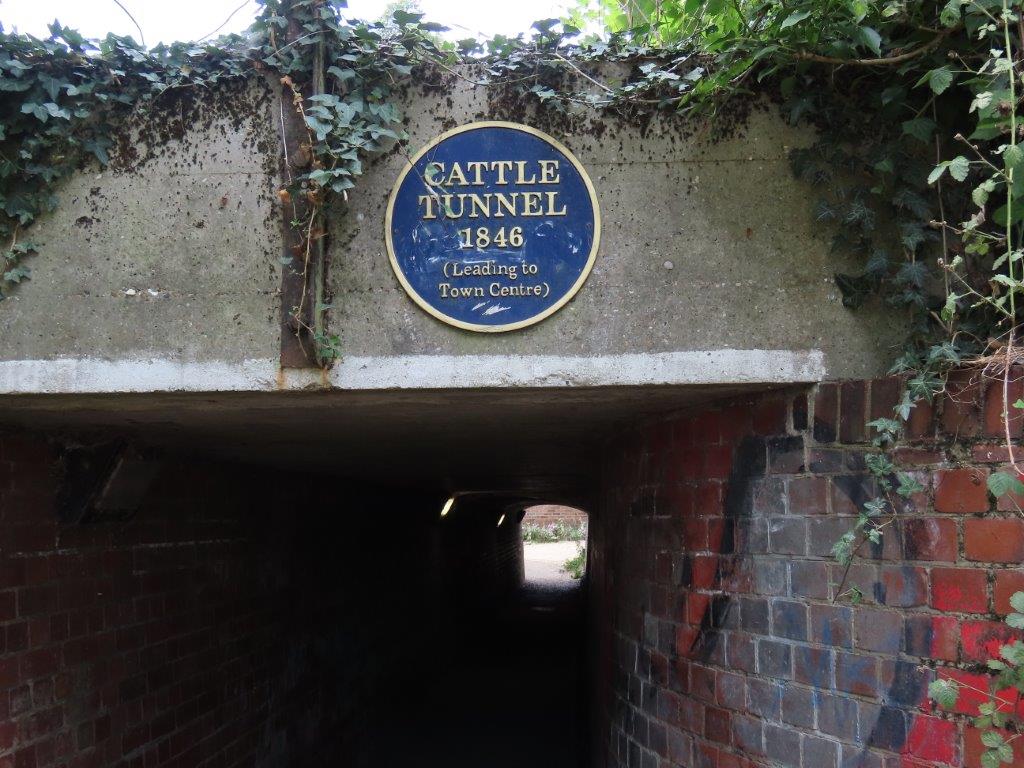 CATTLE
TUNNEL
1846
(Leading to
Town Centre)